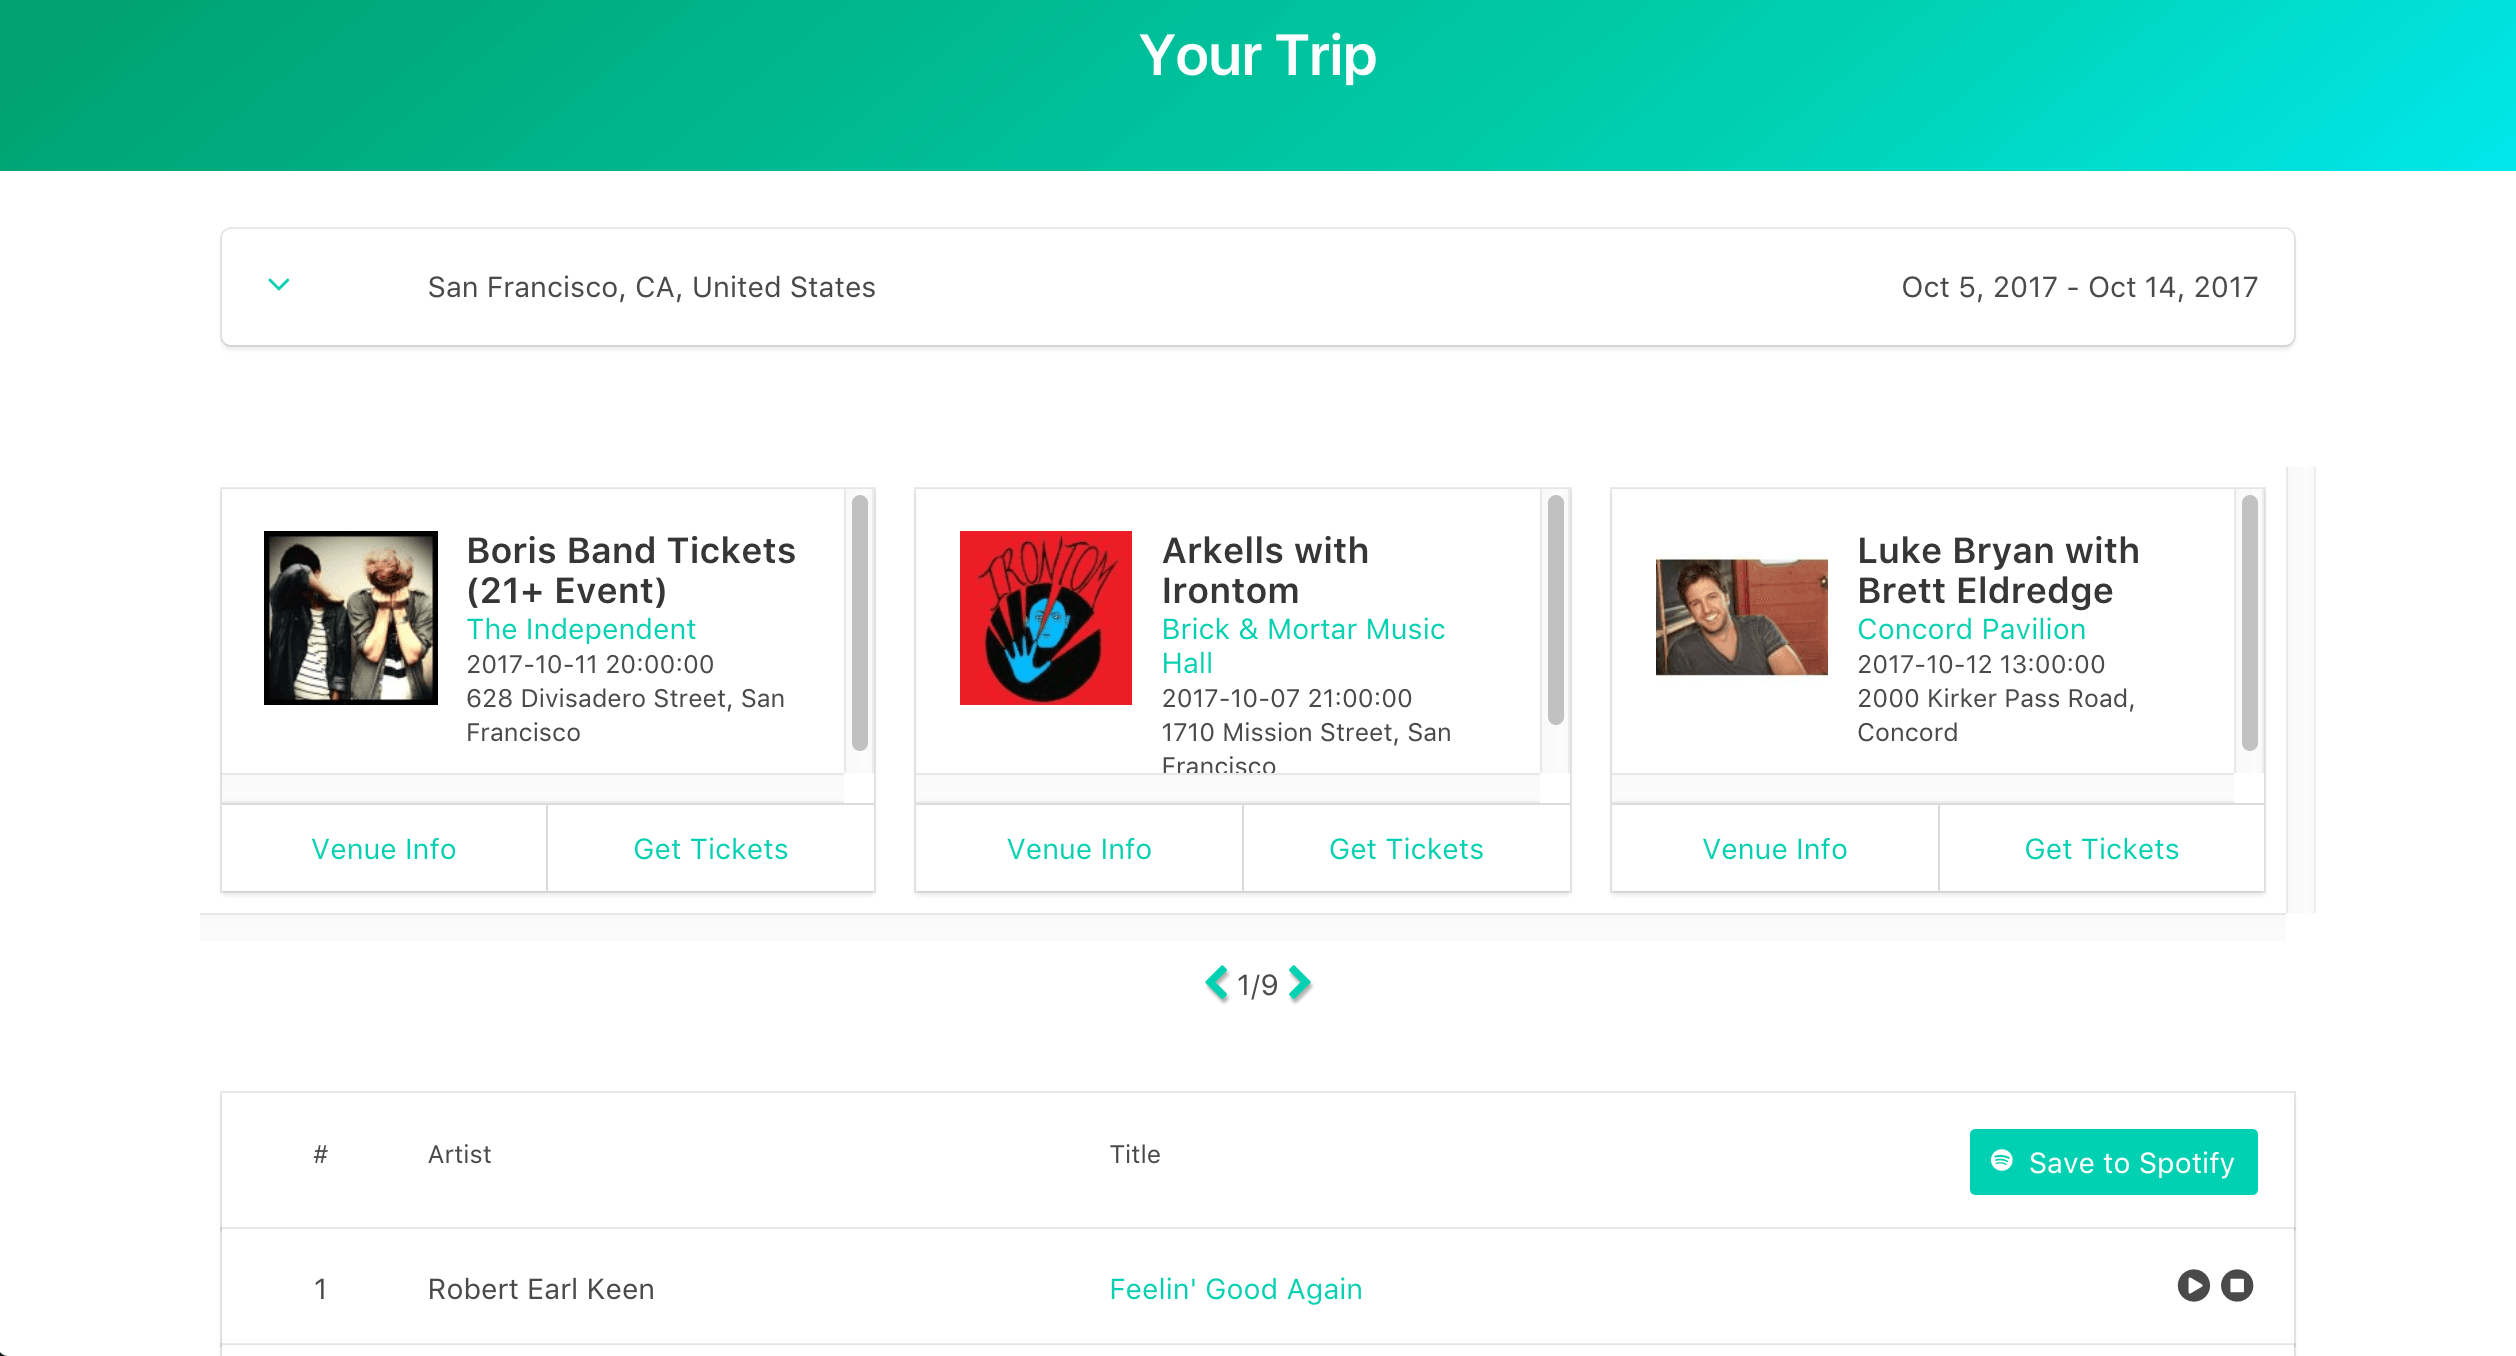 Your Trip
San Francisco, CA, United States
Oct 5, 2017 - Oct 14, 2017
Boris Band Tickets
(21+ Event)
The Independent
2017-10-11 20:00:00
628 Divisadero Street, San
Francisco
Venue Info
Get Tickets
IRONTOM
Arkells with
Irontom
Brick & Mortar Music
Hall
2017-10-07 21:00:00
1710 Mission Street, San
Francisco
Venue Info
Get Tickets
Luke Bryan with
Brett Eldredge
Concord Pavilion
2017-10-12 13:00:00
2000 Kirker Pass Road,
Concord
Venue Info
Get Tickets
1/9
# Artist Title
Save to Spotify
1 Robert Earl Keen Feelin' Good Again